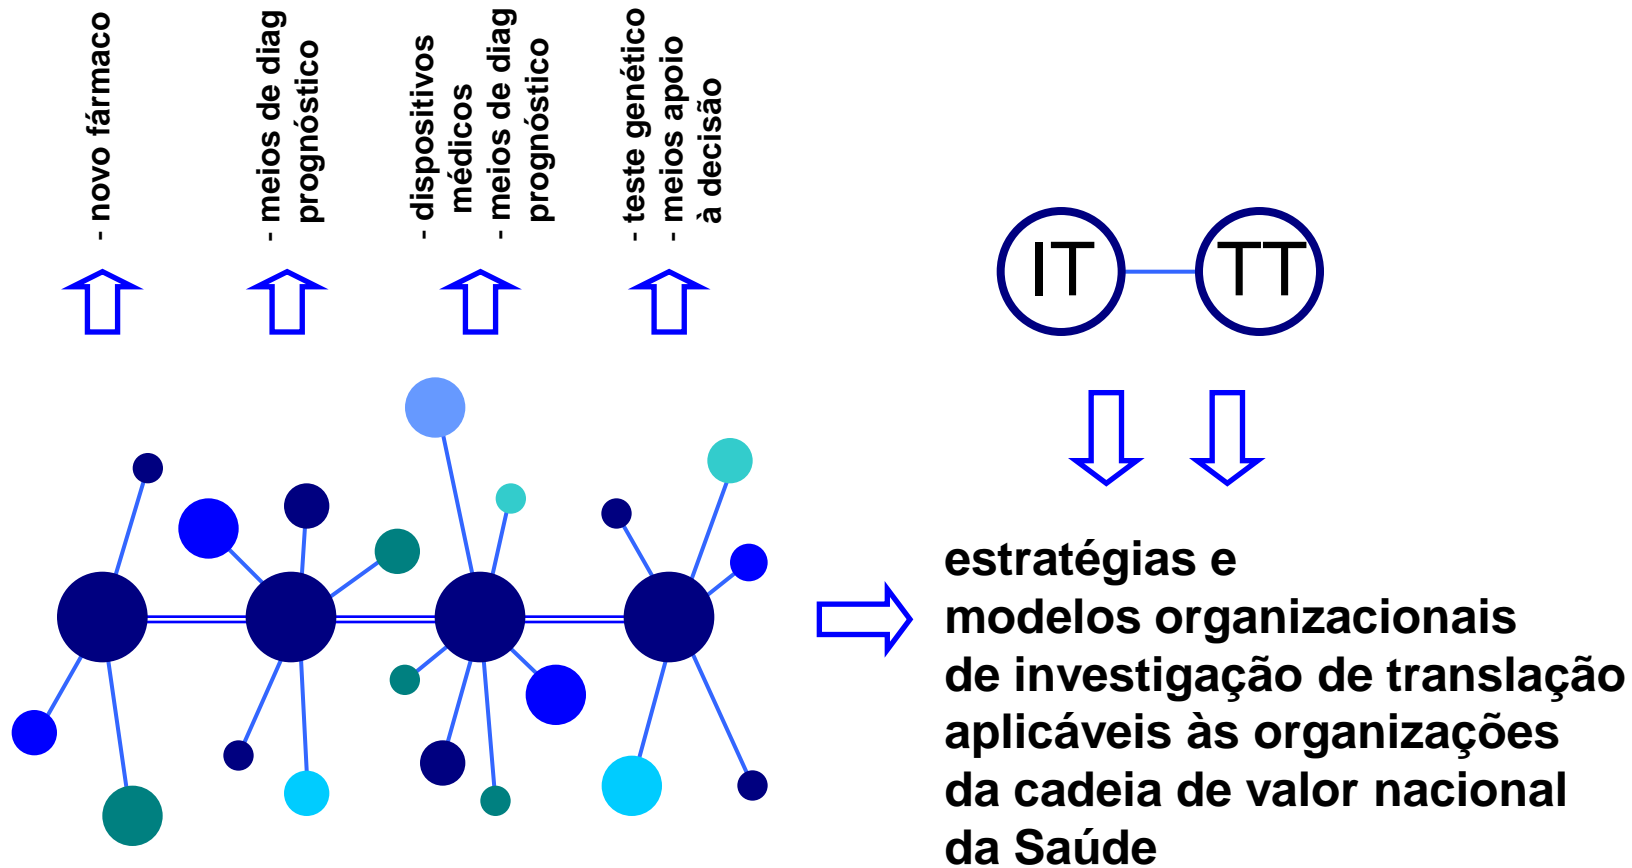 - novo fármaco
- meios de diag
prognóstico
- dispositivos
médicos
- meios de diag
prognóstico
- teste genético
- meios apoio
à decisão
IT
TT
estratégias e
modelos organizacionais
de investigação de translação
aplicáveis às organizações
da cadeia de valor nacional
da Saúde